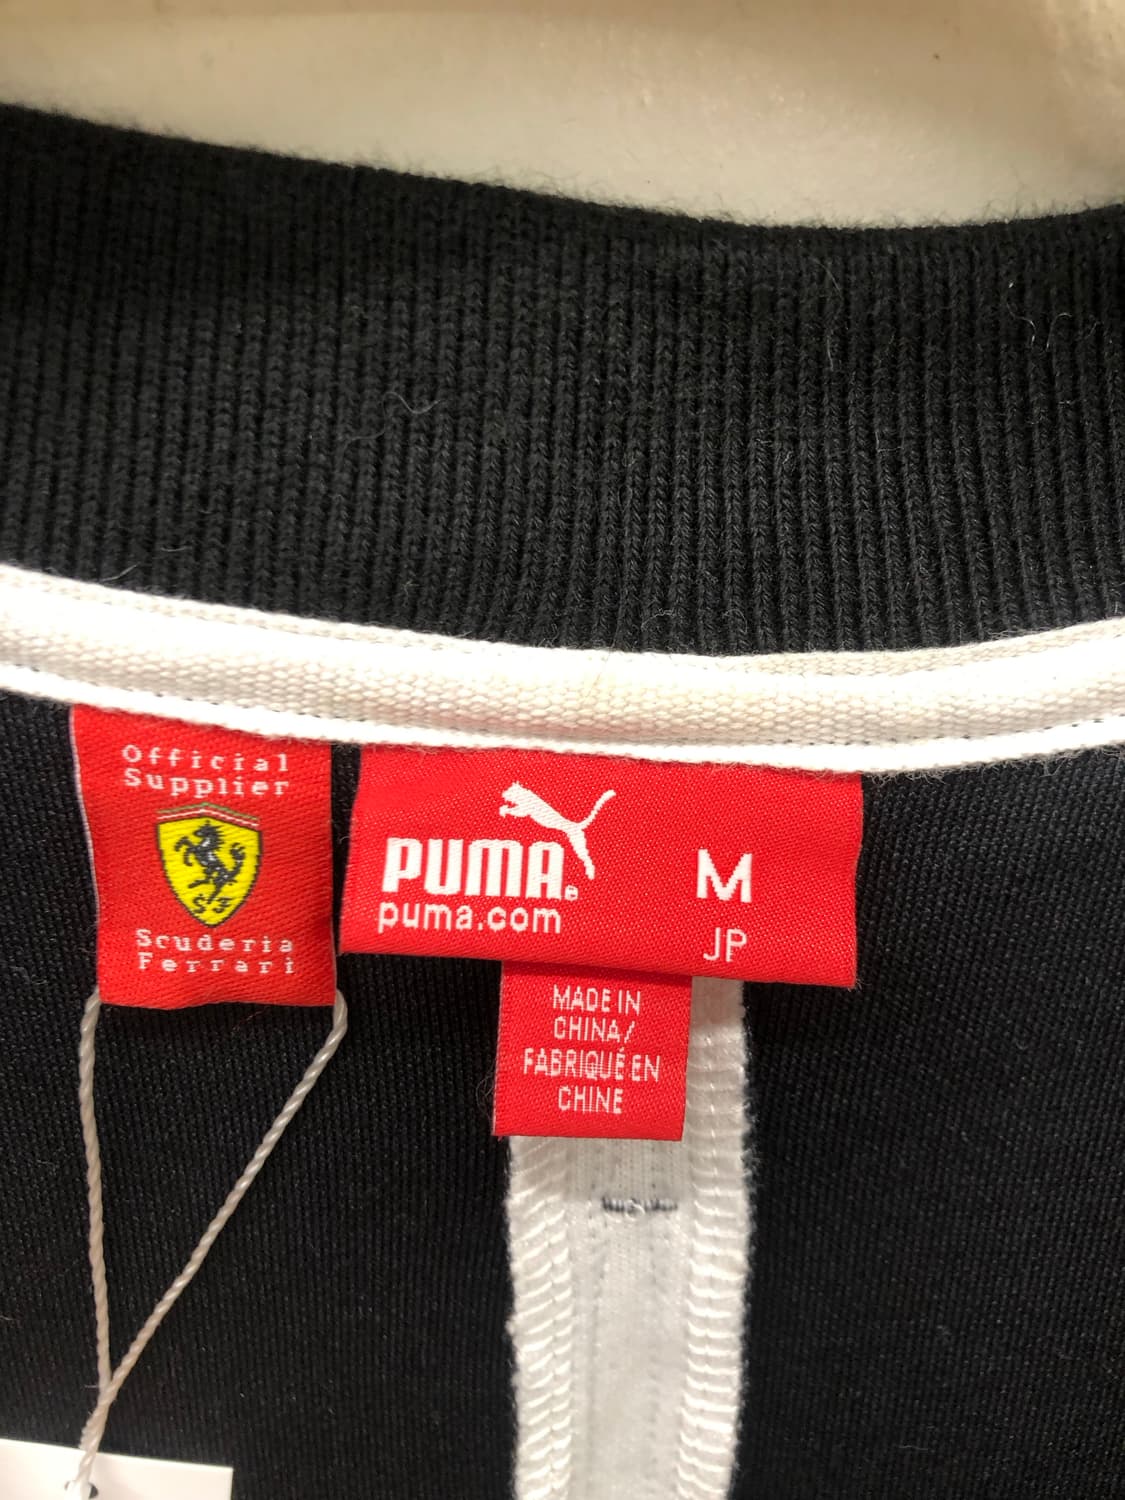 Official
Supplier
S F
Scuderia
Ferrari
PUMA®
puma.com
M
JP
MADE IN
CHINA/
FABRIQUÉ EN
CHINE